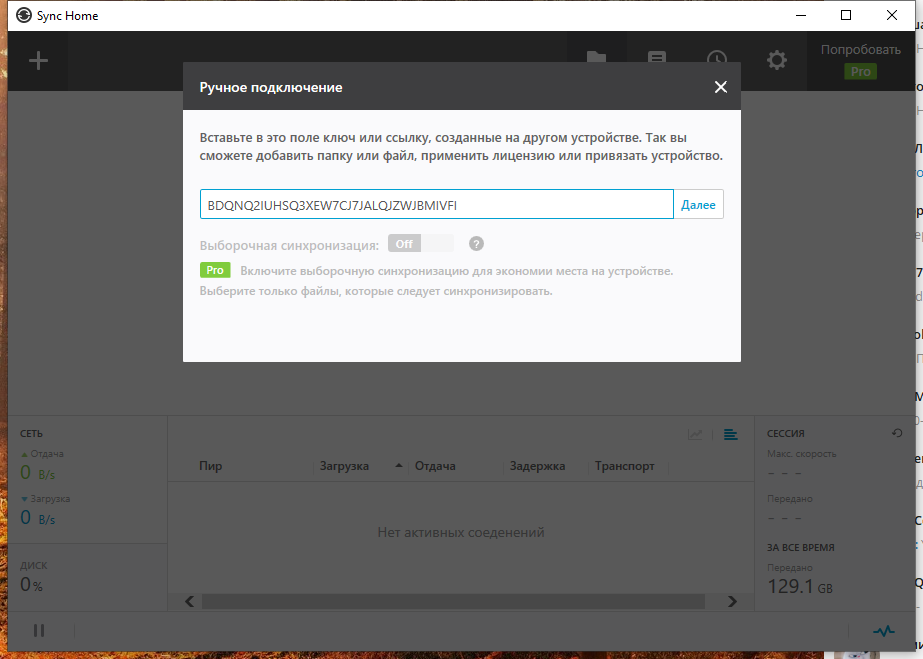 Sync Home
Попробовать
Pro
Ручное подключение
Вставьте в это поле ключ или ссылку, созданные на другом устройстве. Так вы
сможете добавить папку или файл, применить лицензию или привязать устройство.
BDQNQ2IUHSQ3XEW7CJ7JALQJZWJBMIVFI
Далее
Выборочная синхронизация: Off ?
Pro Включите выборочную синхронизацию для экономии места на устройстве.
Выберите только файлы, которые следует синхронизировать.
СЕТЬ
Отдача
0 B/s
Загрузка
0 B/s
ДИСК
0%
Пир Загрузка Отдача Задержка Транспорт
Нет активных соеденений
СЕССИЯ
Макс. скорость
- - -
Передано
- - -
ЗА ВСЕ ВРЕМЯ
Передано
129.1 GB